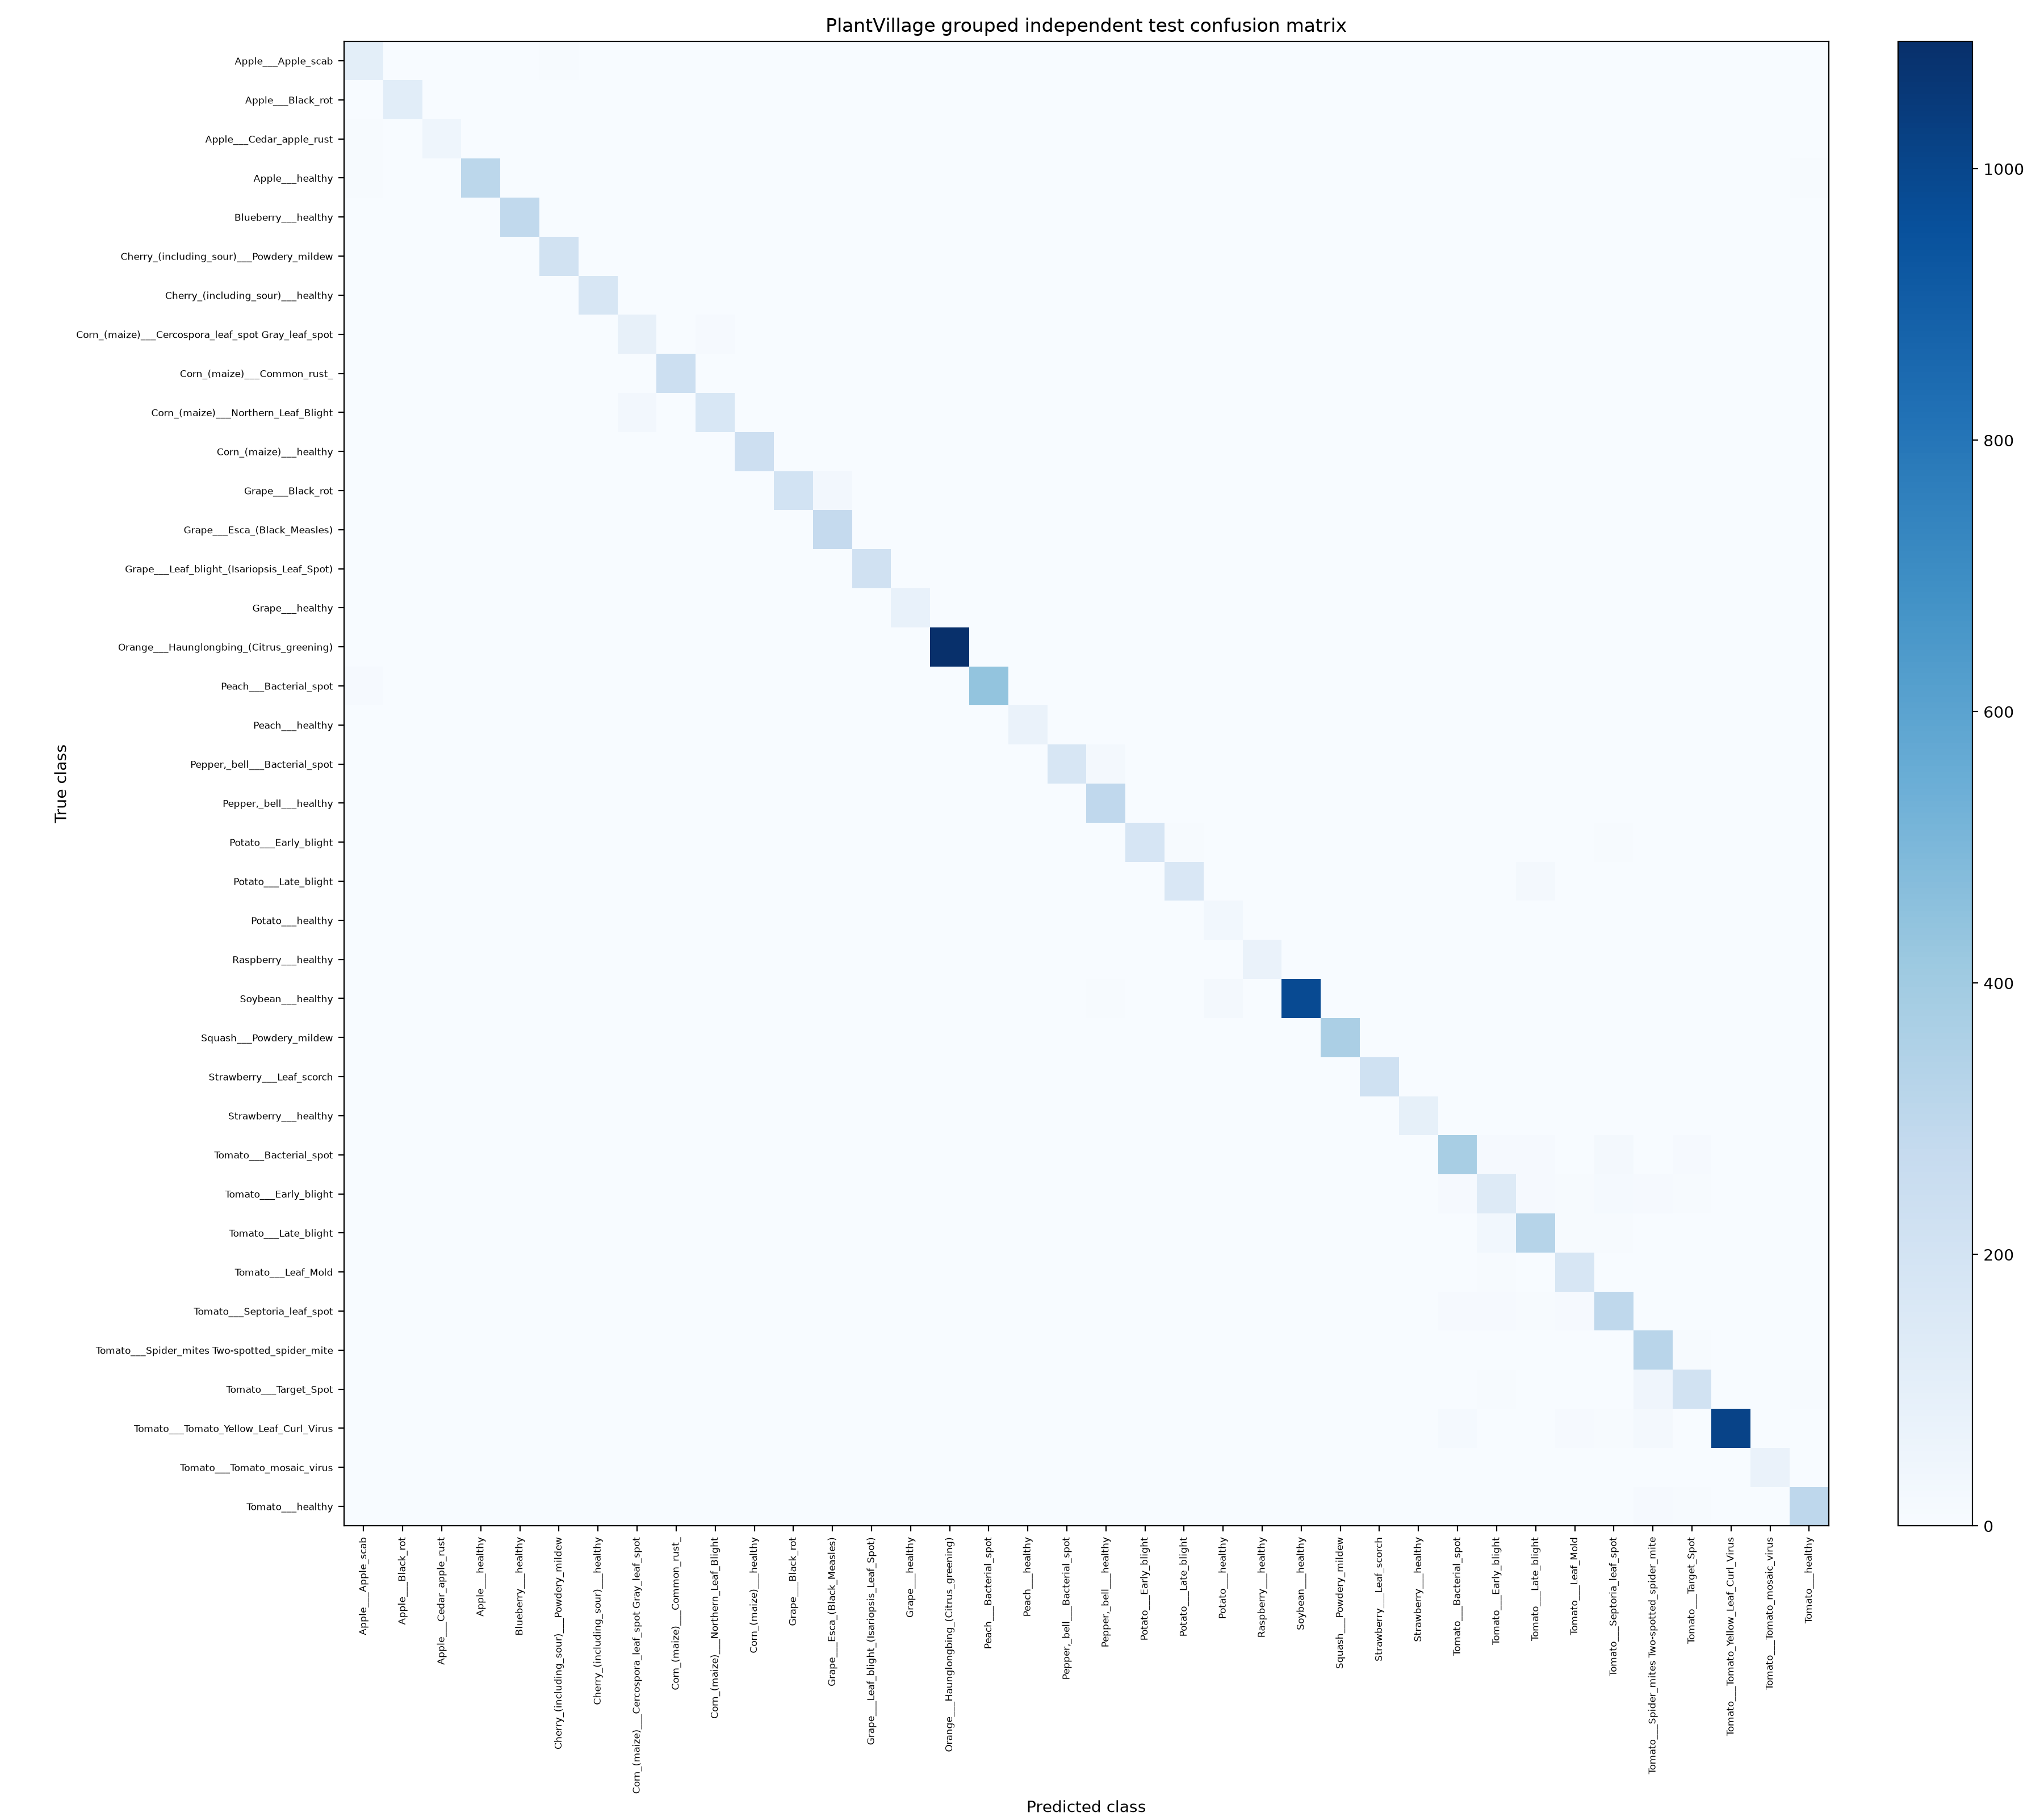 PlantVillage grouped independent test confusion matrix
True class
Apple___Apple_scab
Apple___Black_rot
Apple___Cedar_apple_rust
Apple___healthy
Blueberry___healthy
Cherry_(including_sour)___Powdery_mildew
Cherry_(including_sour)___healthy
Corn_(maize)___Cercospora_leaf_spot Gray_leaf_spot
Corn_(maize)___Common_rust_
Corn_(maize)___Northern_Leaf_Blight
Corn_(maize)___healthy
Grape___Black_rot
Grape___Esca_(Black_Measles)
Grape___Leaf_blight_(Isariopsis_Leaf_Spot)
Grape___healthy
Orange___Haunglongbing_(Citrus_greening)
Peach___Bacterial_spot
Peach___healthy
Pepper,_bell___Bacterial_spot
Pepper,_bell___healthy
Potato___Early_blight
Potato___Late_blight
Potato___healthy
Raspberry___healthy
Soybean___healthy
Squash___Powdery_mildew
Strawberry___Leaf_scorch
Strawberry___healthy
Tomato___Bacterial_spot
Tomato___Early_blight
Tomato___Late_blight
Tomato___Leaf_Mold
Tomato___Septoria_leaf_spot
Tomato___Spider_mites Two-spotted_spider_mite
Tomato___Target_Spot
Tomato___Tomato_Yellow_Leaf_Curl_Virus
Tomato___Tomato_mosaic_virus
Tomato___healthy
Apple___Apple_scab
Apple___Black_rot
Apple___Cedar_apple_rust
Apple___healthy
Blueberry___healthy
Cherry_(including_sour)___Powdery_mildew
Cherry_(including_sour)___healthy
Corn_(maize)___Cercospora_leaf_spot Gray_leaf_spot
Corn_(maize)___Common_rust_
Corn_(maize)___Northern_Leaf_Blight
Corn_(maize)___healthy
Grape___Black_rot
Grape___Esca_(Black_Measles)
Grape___Leaf_blight_(Isariopsis_Leaf_Spot)
Grape___healthy
Orange___Haunglongbing_(Citrus_greening)
Peach___Bacterial_spot
Peach___healthy
Pepper,_bell___Bacterial_spot
Pepper,_bell___healthy
Potato___Early_blight
Potato___Late_blight
Potato___healthy
Raspberry___healthy
Soybean___healthy
Squash___Powdery_mildew
Strawberry___Leaf_scorch
Strawberry___healthy
Tomato___Bacterial_spot
Tomato___Early_blight
Tomato___Late_blight
Tomato___Leaf_Mold
Tomato___Septoria_leaf_spot
Tomato___Spider_mites Two-spotted_spider_mite
Tomato___Target_Spot
Tomato___Tomato_Yellow_Leaf_Curl_Virus
Tomato___Tomato_mosaic_virus
Tomato___healthy
Predicted class
1000
800
600
400
200
0